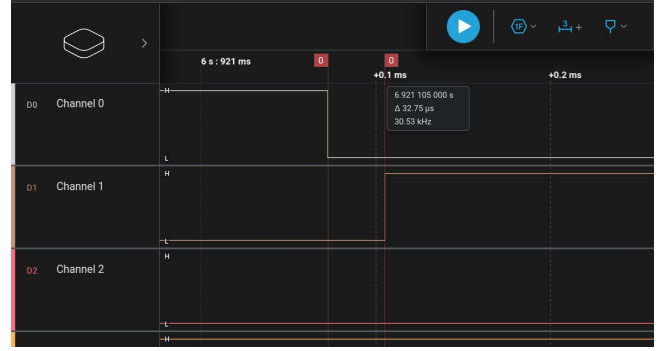 1F
3
+
6 s : 921 ms
0
0
+0.1 ms
+0.2 ms
D0 Channel 0
H
L
6.921 105 000 s
Δ 32.75 µs
30.53 kHz
D1 Channel 1
H
L
D2 Channel 2
H
L
H